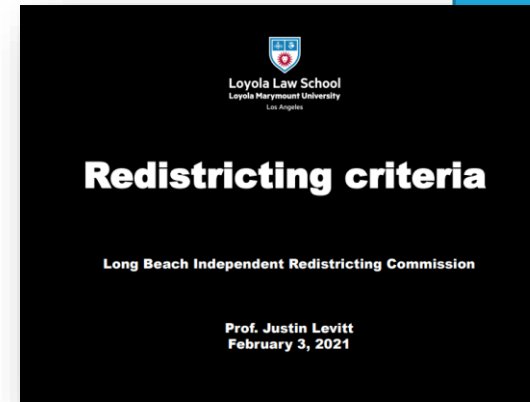 Loyola Law School
Loyola Marymount University
Los Angeles
Redistricting criteria
Long Beach Independent Redistricting Commission
Prof. Justin Levitt
February 3, 2021